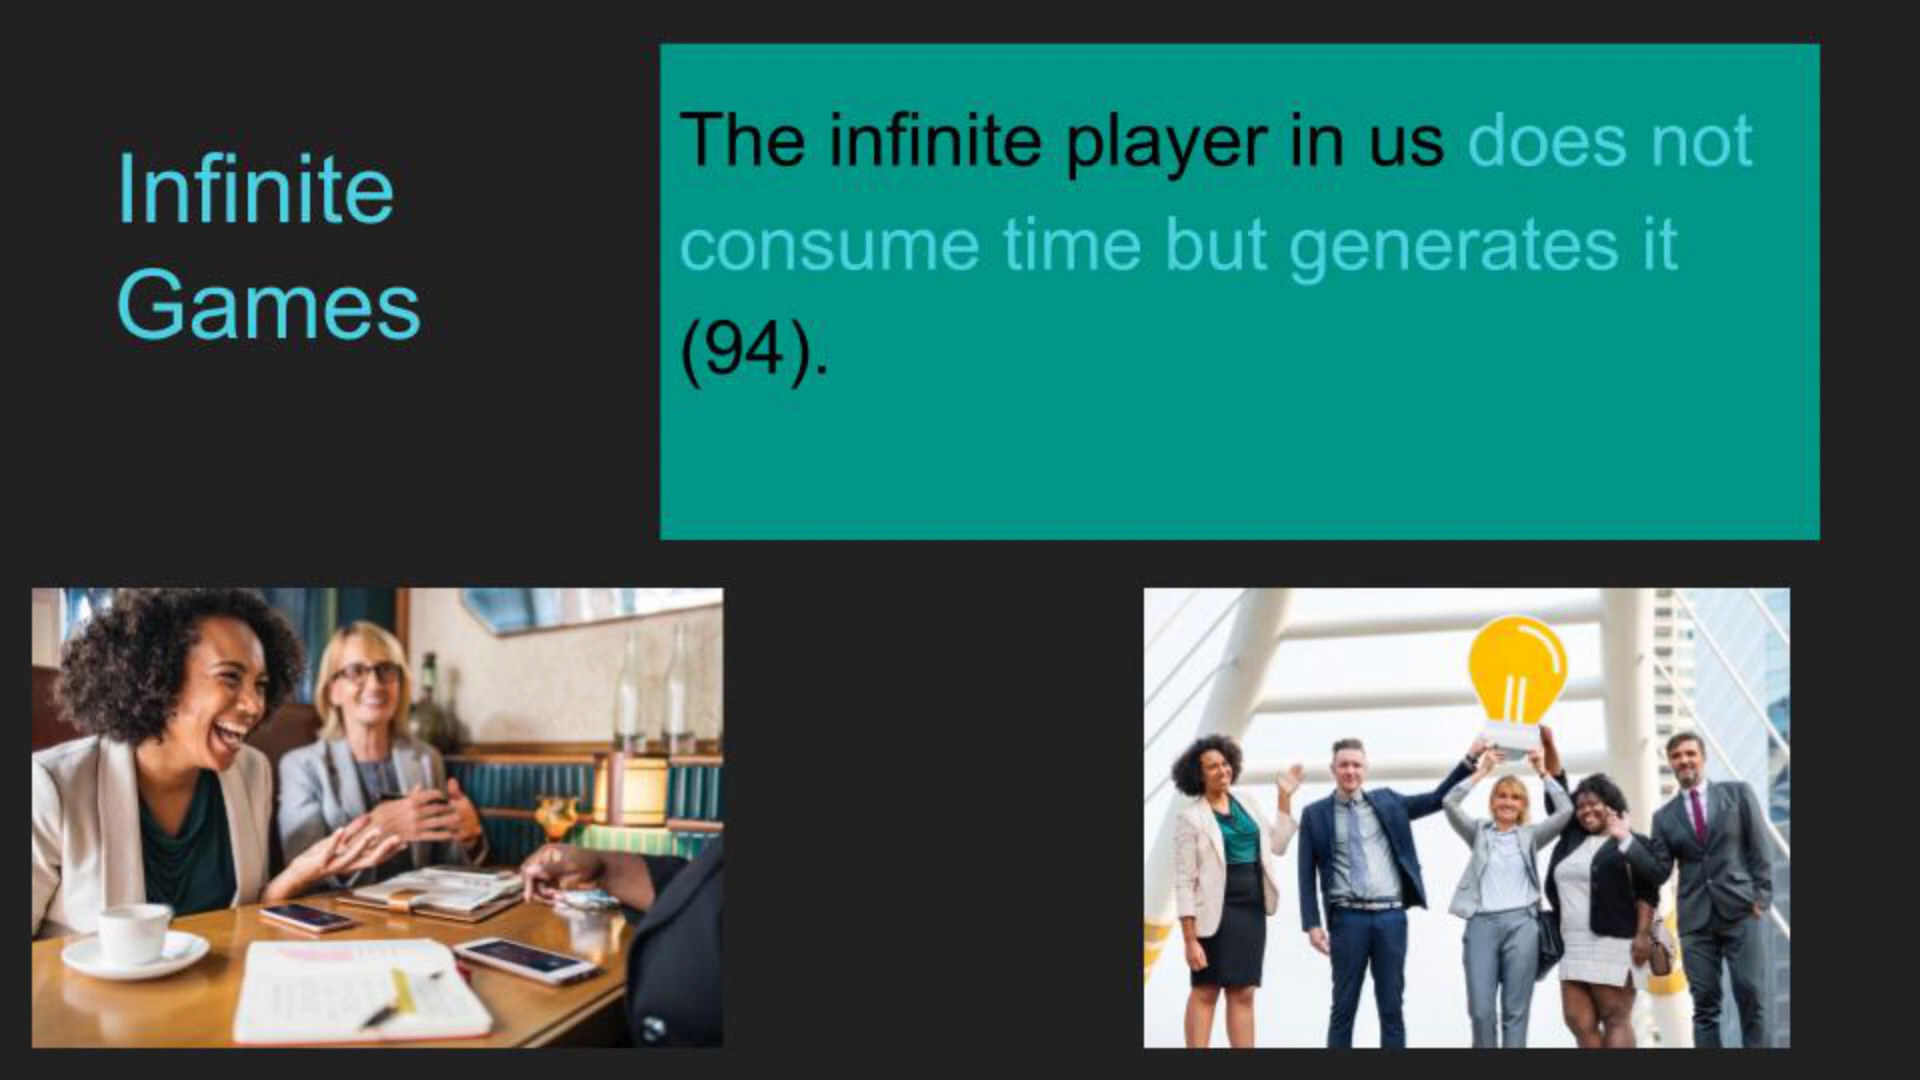 Infinite
Games
The infinite player in us does not
consume time but generates it
(94).